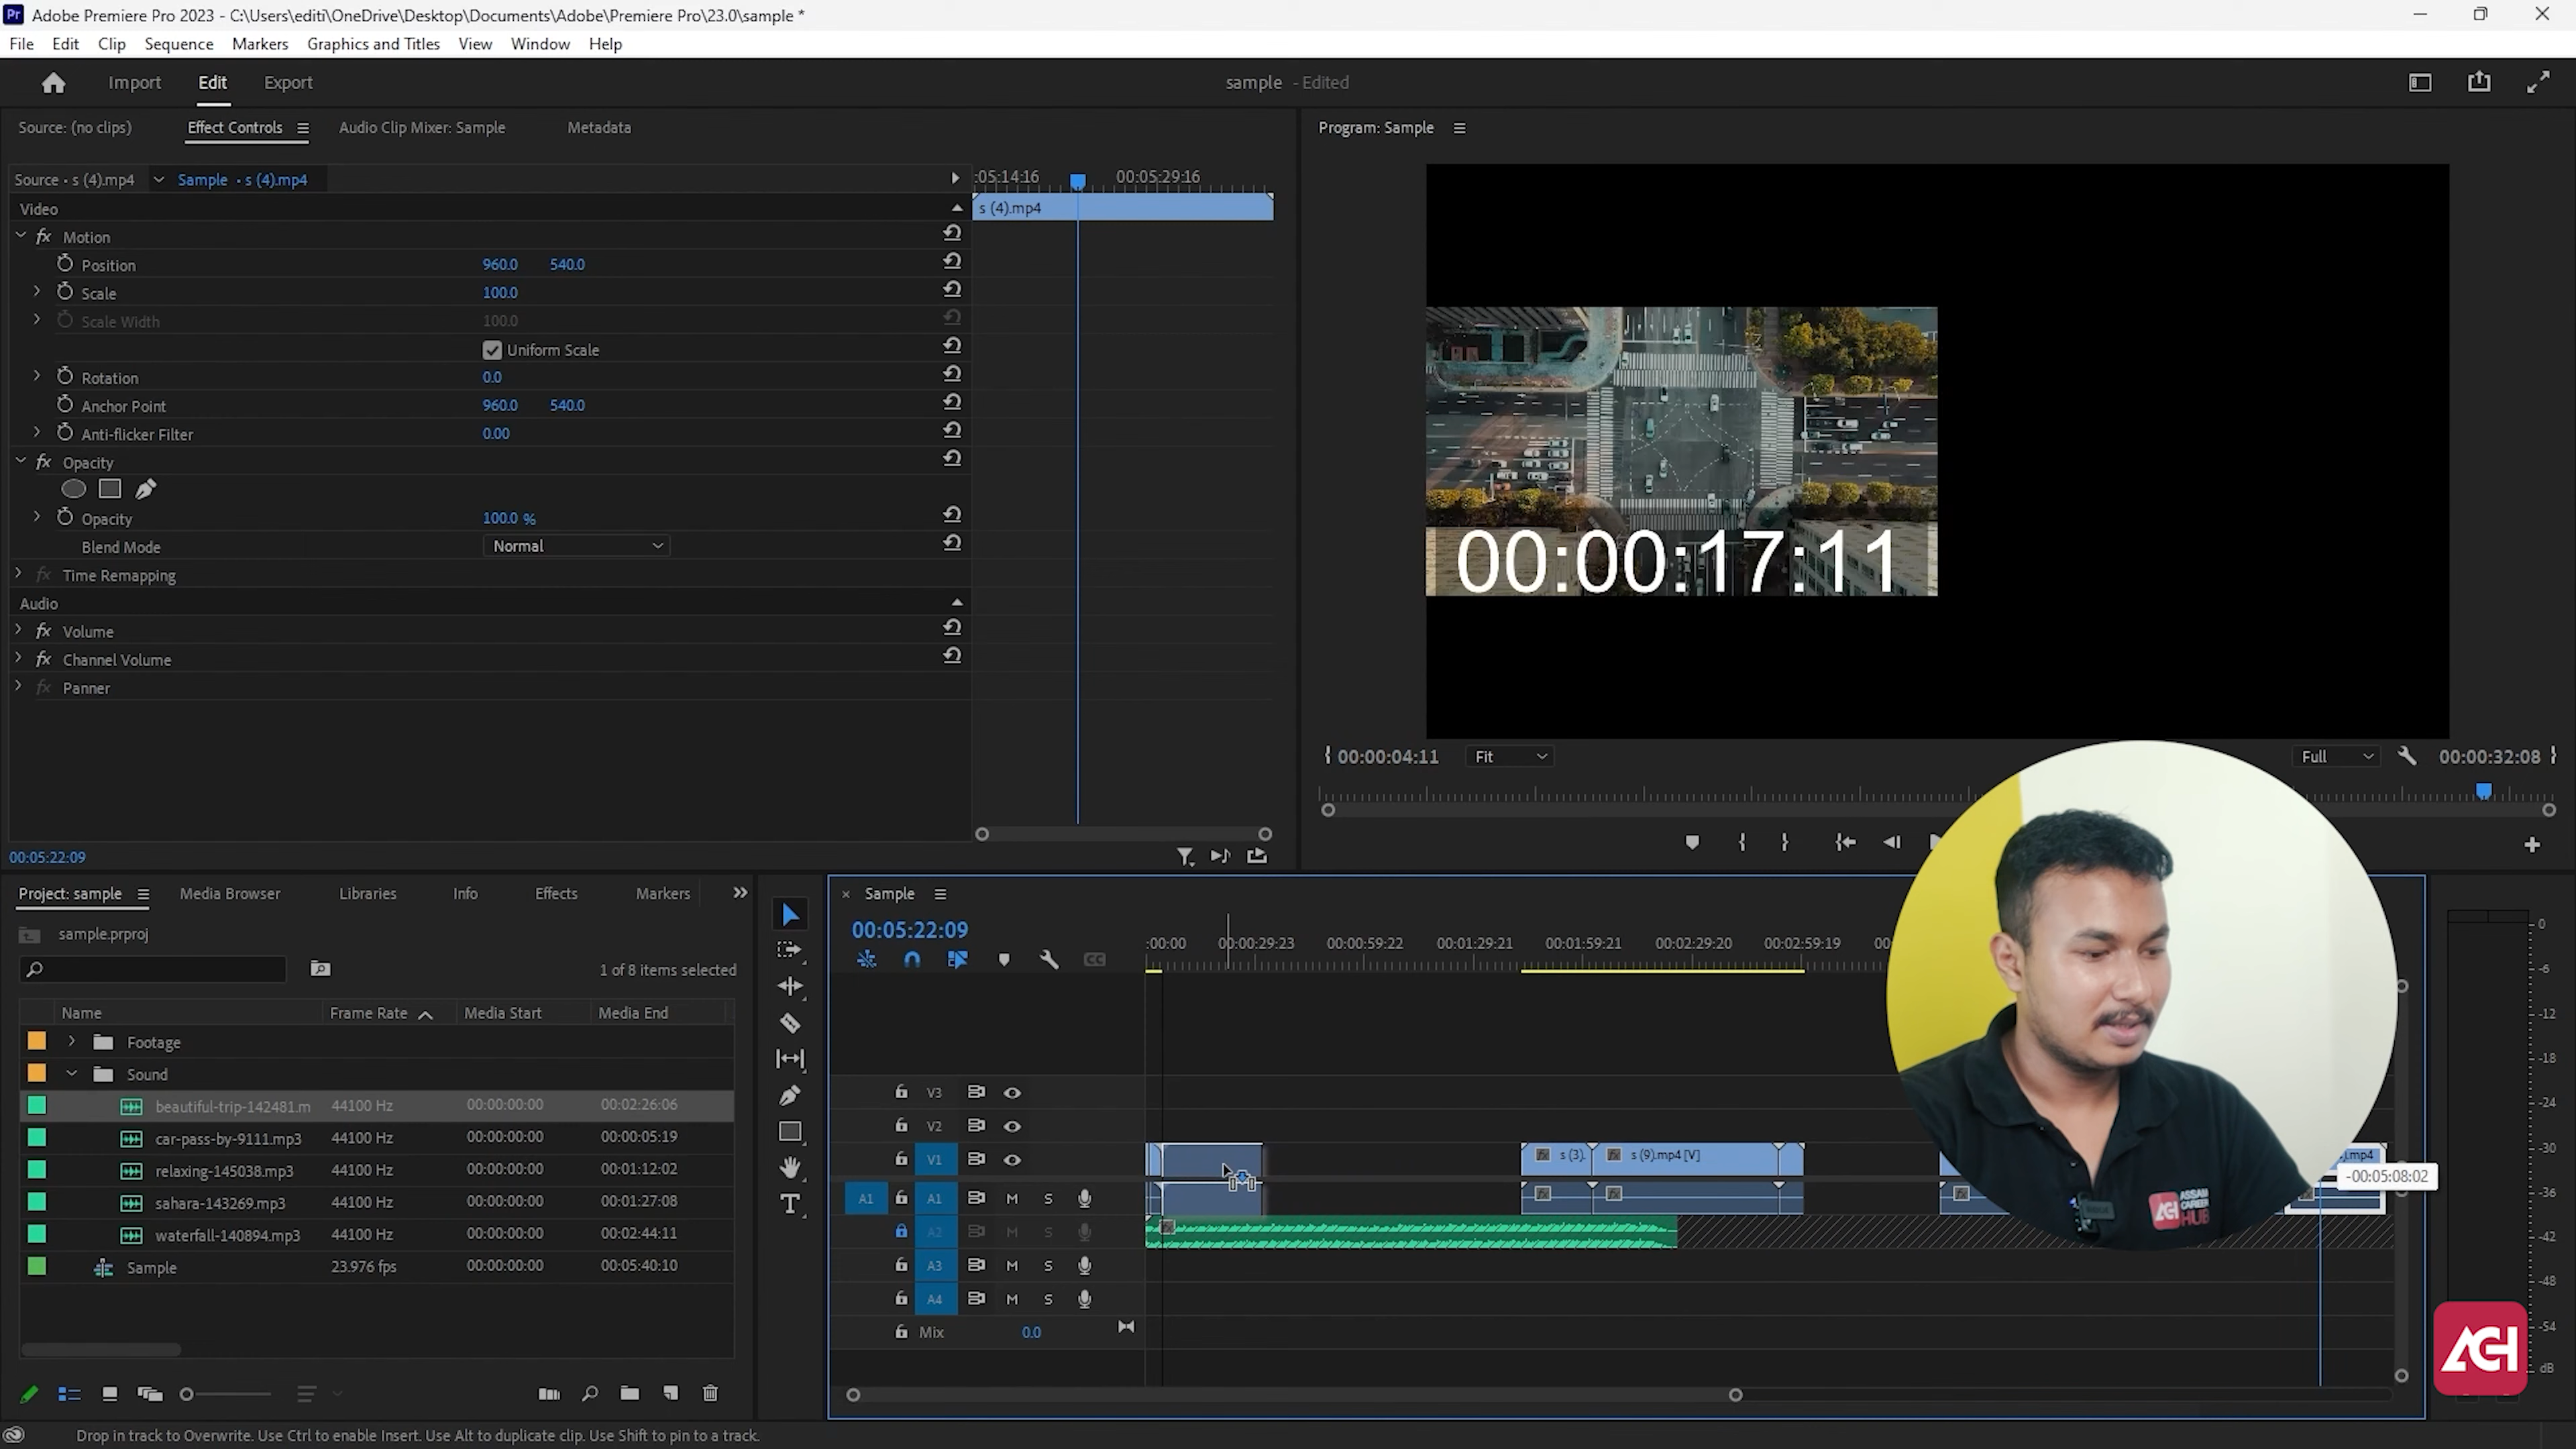 Adobe Premiere Pro 2023 - C:\Users\editi\OneDrive\Desktop\Documents\Adobe\Premiere Pro\23.0\sample *
File Edit Clip Sequence Markers Graphics and Titles View Window Help
Import Edit Export
sample - Edited
Source: (no clips) Effect Controls Audio Clip Mixer: Sample Metadata
Program: Sample
Source • s (4).mp4 Sample • s (4).mp4
:05:14:16 00:05:29:16
s (4).mp4
Video
fx Motion
Position 960.0 540.0
Scale 100.0
Scale Width 100.0
Uniform Scale
Rotation 0.0
Anchor Point 960.0 540.0
Anti-flicker Filter 0.00
fx Opacity
Opacity 100.0 %
Blend Mode Normal
fx Time Remapping
Audio
fx Volume
fx Channel Volume
fx Panner
00:05:22:09
00:00:17:11
00:00:04:11 Fit Full 00:00:32:08
Project: sample Media Browser Libraries Info Effects Markers
sample.prproj
1 of 8 items selected
Name Frame Rate Media Start Media End
Footage
Sound
beautiful-trip-142481.m 44100 Hz 00:00:00:00 00:02:26:06
car-pass-by-9111.mp3 44100 Hz 00:00:00:00 00:00:05:19
relaxing-145038.mp3 44100 Hz 00:00:00:00 00:01:12:02
sahara-143269.mp3 44100 Hz 00:00:00:00 00:01:27:08
waterfall-140894.mp3 44100 Hz 00:00:00:00 00:02:44:11
Sample 23.976 fps 00:00:00:00 00:05:40:10
Sample
00:05:22:09
:00:00 00:00:29:23 00:00:59:22 00:01:29:21 00:01:59:21 00:02:29:20 00:02:59:19 00:
V3
V2
V1
A1 A1 M S
A2 M S
A3 M S
A4 M S
Mix 0.0
fx s (3). fx s (9).mp4 [V]
).mp4
-00:05:08:02
ASSAM
CAREER
HUB
0
-6
-12
-18
-24
-30
-36
-42
-48
-54
dB
ACH
Drop in track to Overwrite. Use Ctrl to enable Insert. Use Alt to duplicate clip. Use Shift to pin to a track.